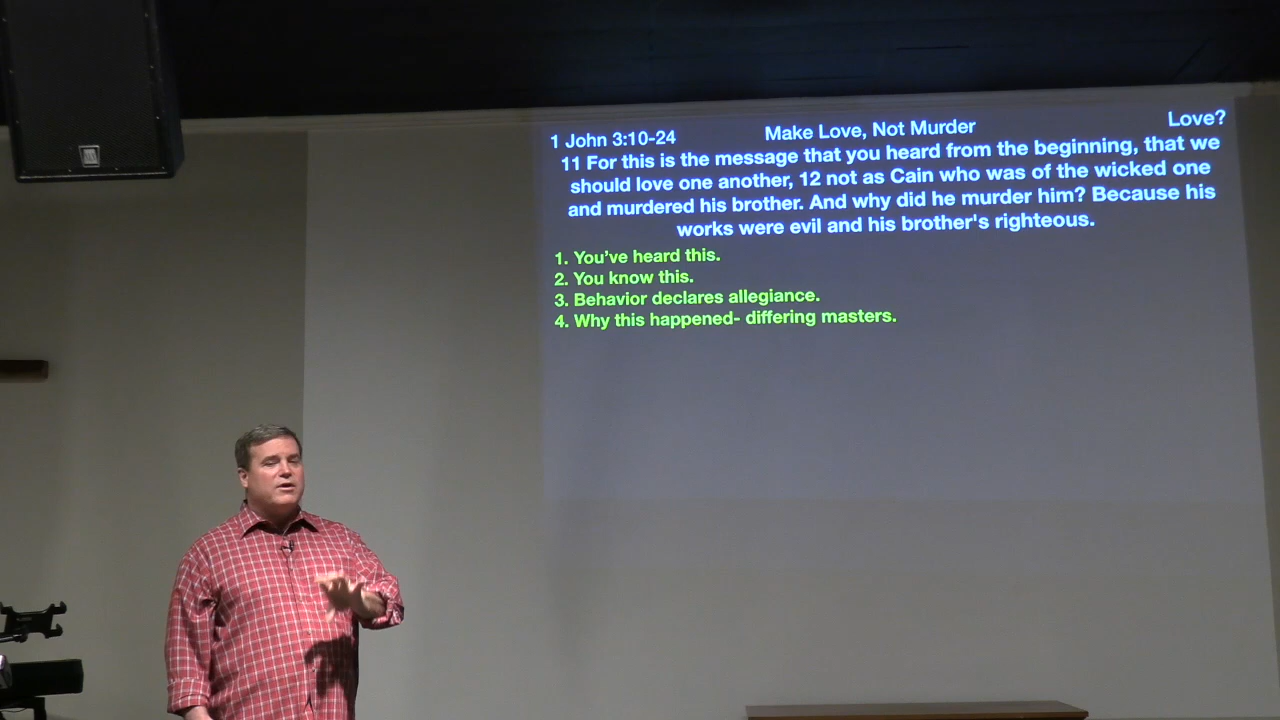 1 John 3:10-24 Make Love, Not Murder Love?
11 For this is the message that you heard from the beginning, that we
should love one another, 12 not as Cain who was of the wicked one
and murdered his brother. And why did he murder him? Because his
works were evil and his brother's righteous.
1. You’ve heard this.
2. You know this.
3. Behavior declares allegiance.
4. Why this happened- differing masters.